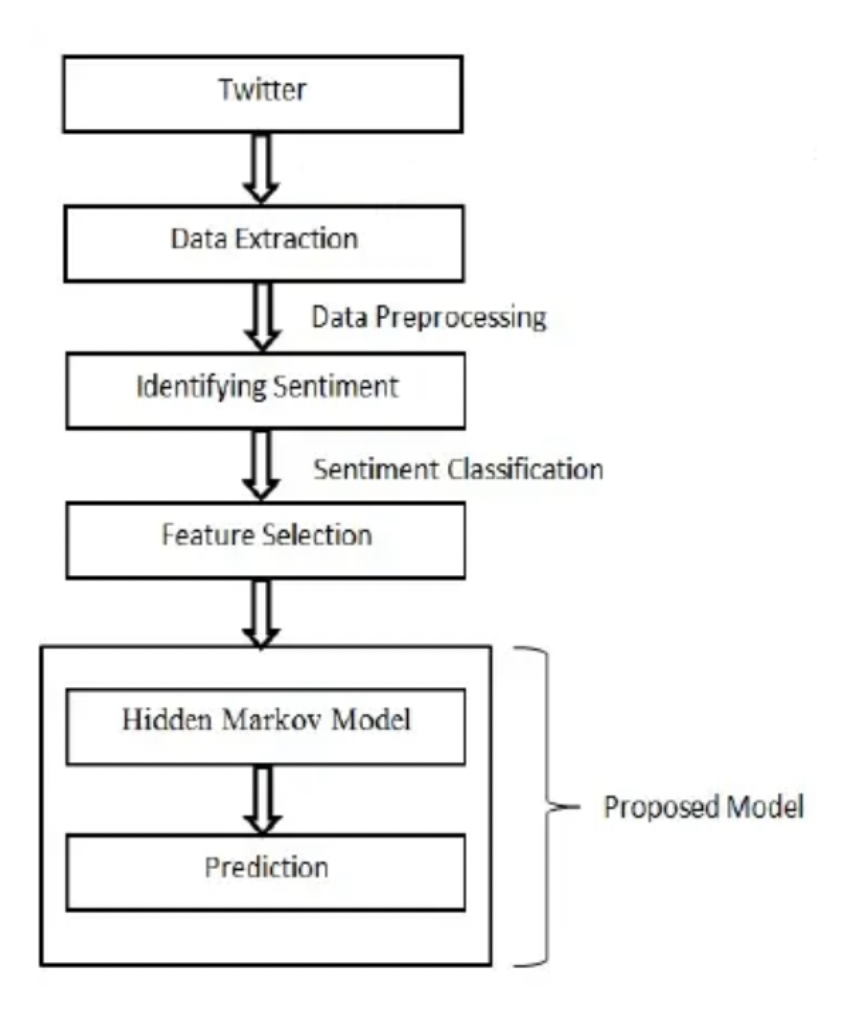 Twitter
Data Extraction
Data Preprocessing
Identifying Sentiment
Sentiment Classification
Feature Selection
Hidden Markov Model
Proposed Model
Prediction